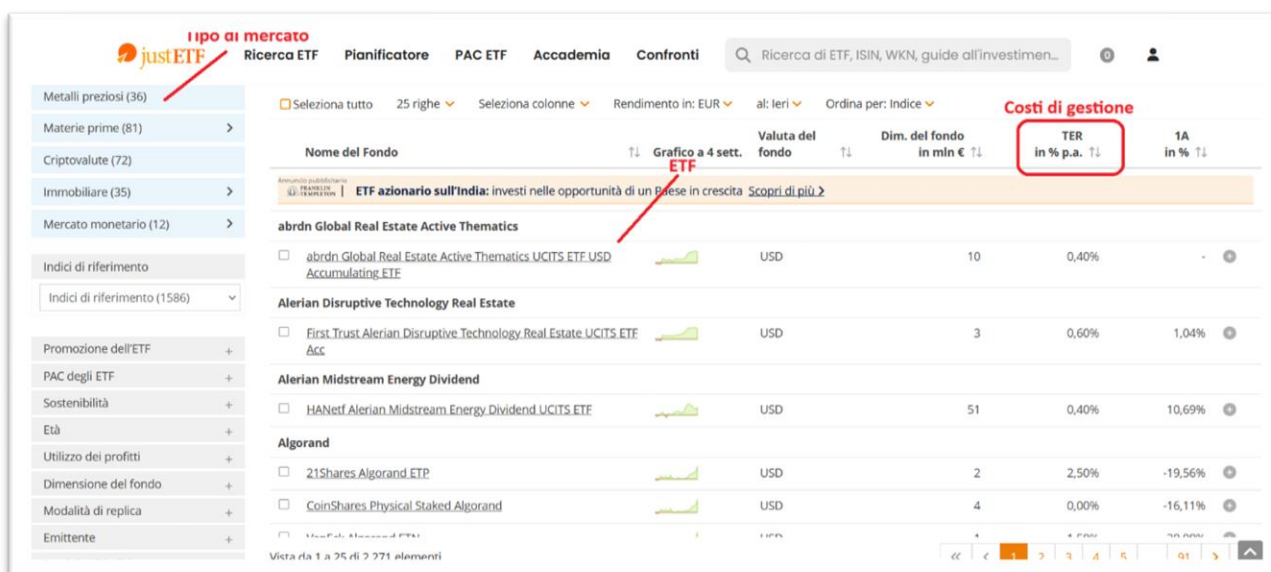 Tipo di mercato
justETF Ricerca ETF Pianificatore PAC ETF Accademia Confronti Ricerca di ETF, ISIN, WKN, guide all'investimen... 0
Metalli preziosi (36)
Materie prime (81)
Criptovalute (72)
Immobiliare (35)
Mercato monetario (12)
Indici di riferimento
Indici di riferimento (1586)
Promozione dell'ETF
PAC degli ETF
Sostenibilità
Età
Utilizzo dei profitti
Dimensione del fondo
Modalità di replica
Emittente
Seleziona tutto 25 righe Seleziona colonne Rendimento in: EUR al: Ieri Ordina per: Indice
Costi di gestione
Nome del Fondo Grafico a 4 sett. Valuta del fondo Dim. del fondo in mln € TER in % p.a. 1A in %
ETF
Annuncio pubblicitario
FRANKLIN TEMPLETON ETF azionario sull'India: investi nelle opportunità di un Paese in crescita Scopri di più
abrdn Global Real Estate Active Thematics
abrdn Global Real Estate Active Thematics UCITS ETF USD USD 10 0,40% -
Accumulating ETF
Alerian Disruptive Technology Real Estate
First Trust Alerian Disruptive Technology Real Estate UCITS ETF USD 3 0,60% 1,04%
Acc
Alerian Midstream Energy Dividend
HANetf Alerian Midstream Energy Dividend UCITS ETF USD 51 0,40% 10,69%
Algorand
21Shares Algorand ETP USD 2 2,50% -19,56%
CoinShares Physical Staked Algorand USD 4 0,00% -16,11%
Vista da 1 a 25 di 2.271 elementi 1 2 3 4 5 91